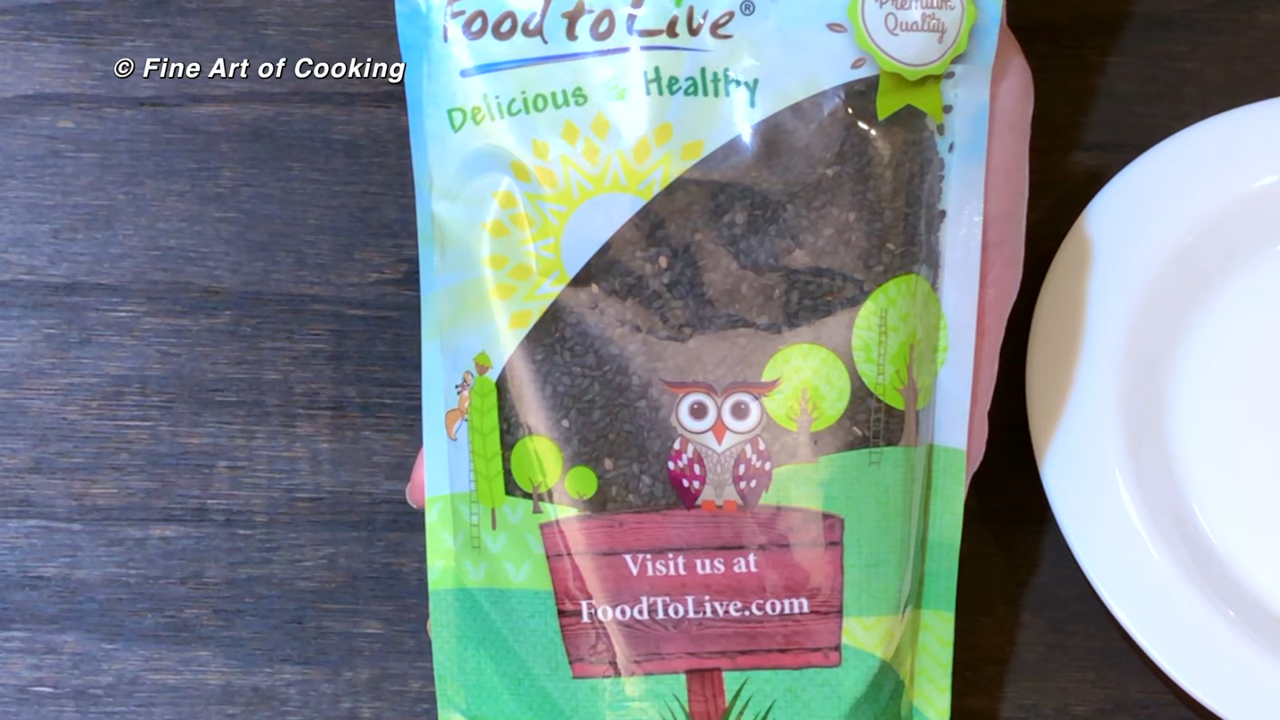 Food to Live®
Premium
Quality
© Fine Art of Cooking
Delicious Healthy
Visit us at
FoodToLive.com